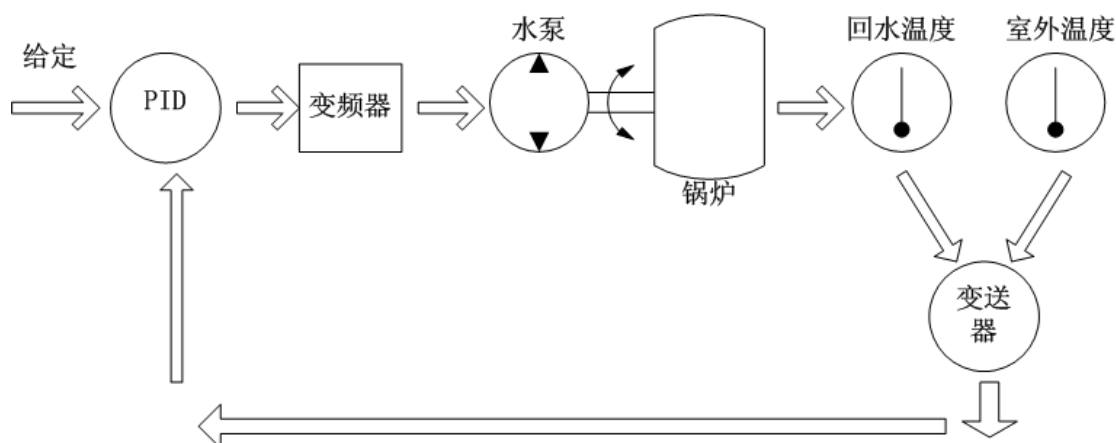 给定
PID
变频器
水泵
锅炉
回水温度
室外温度
变送
器